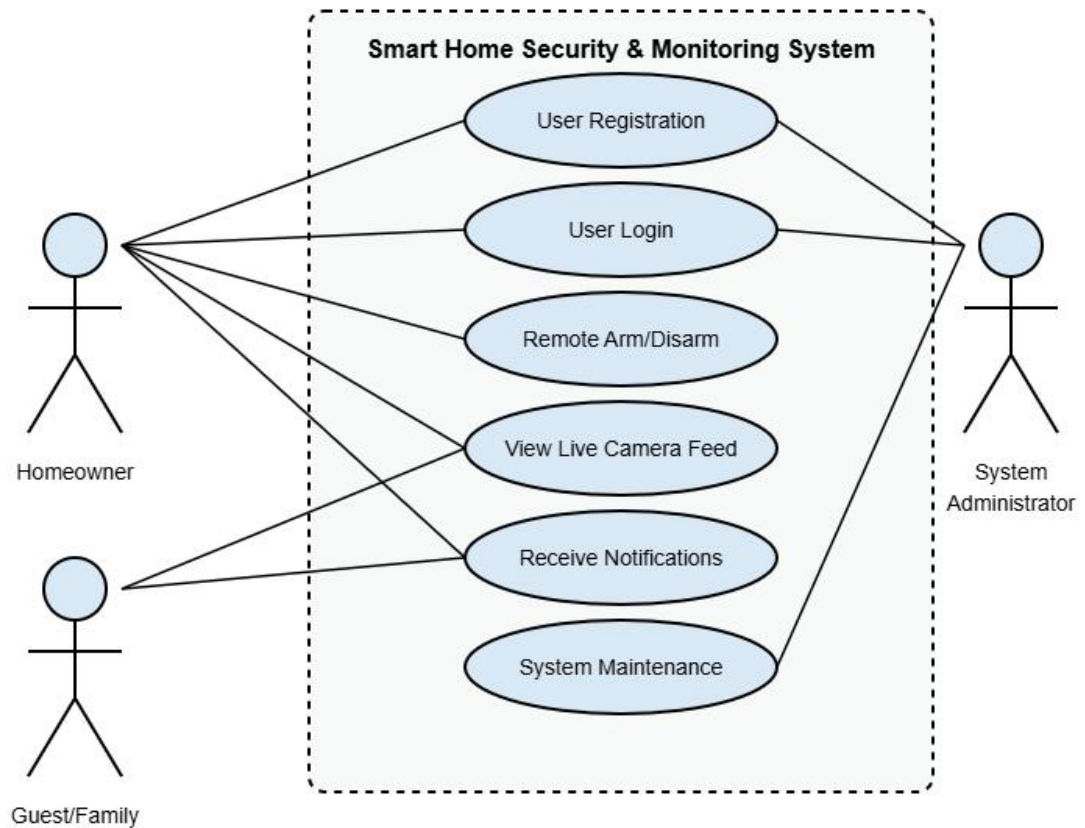 Smart Home Security & Monitoring System
User Registration
User Login
Remote Arm/Disarm
View Live Camera Feed
Receive Notifications
System Maintenance
Homeowner
Guest/Family
System
Administrator